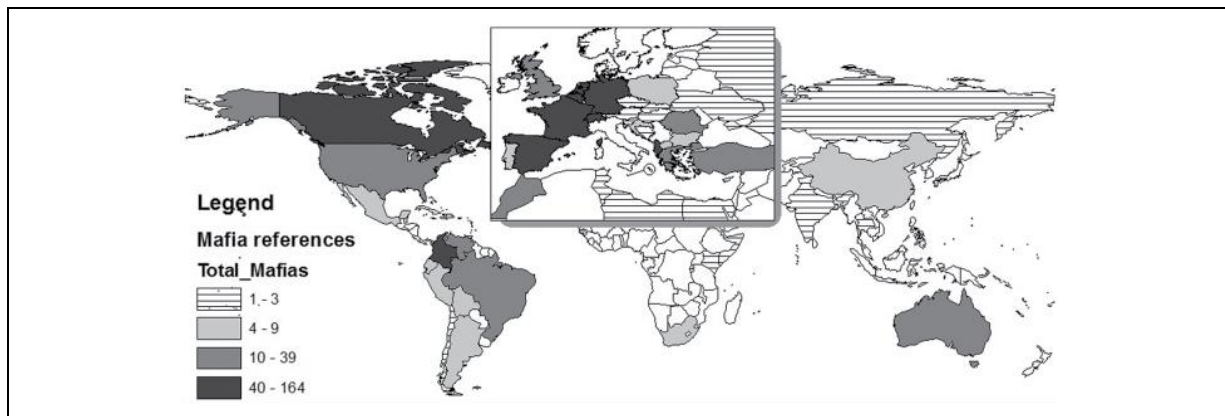 Legend
Mafia references
Total_Mafias
1, - 3
4 - 9
10 - 39
40 - 164